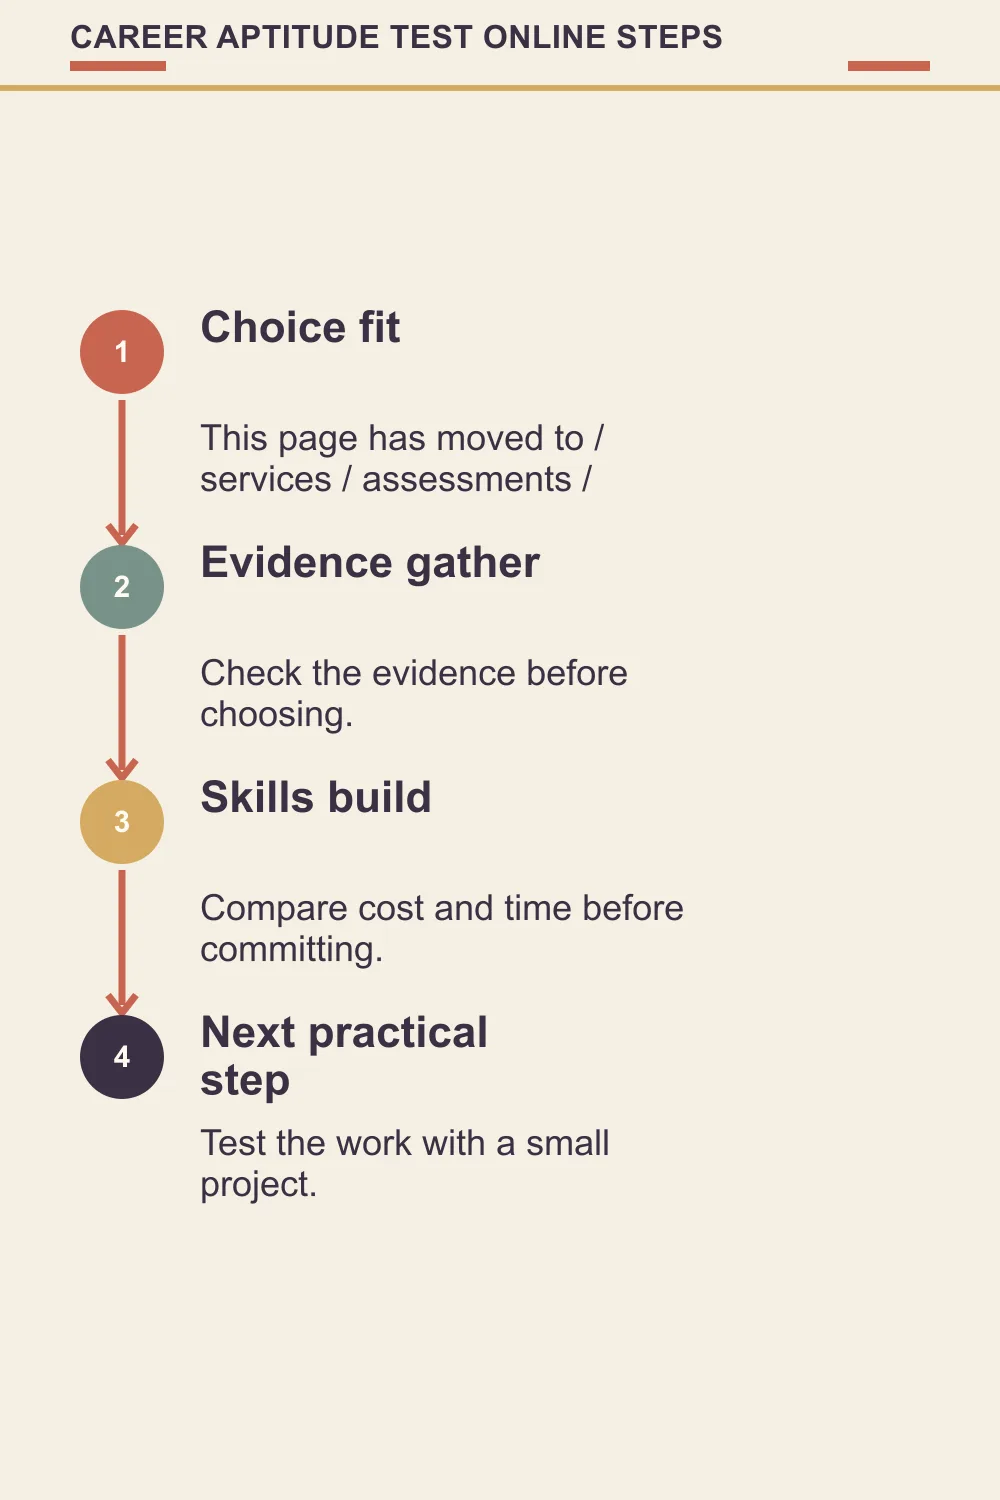 CAREER APTITUDE TEST ONLINE STEPS
1
Choice fit
This page has moved to /
services / assessments /
2
Evidence gather
Check the evidence before
choosing.
3
Skills build
Compare cost and time before
committing.
4
Next practical
step
Test the work with a small
project.